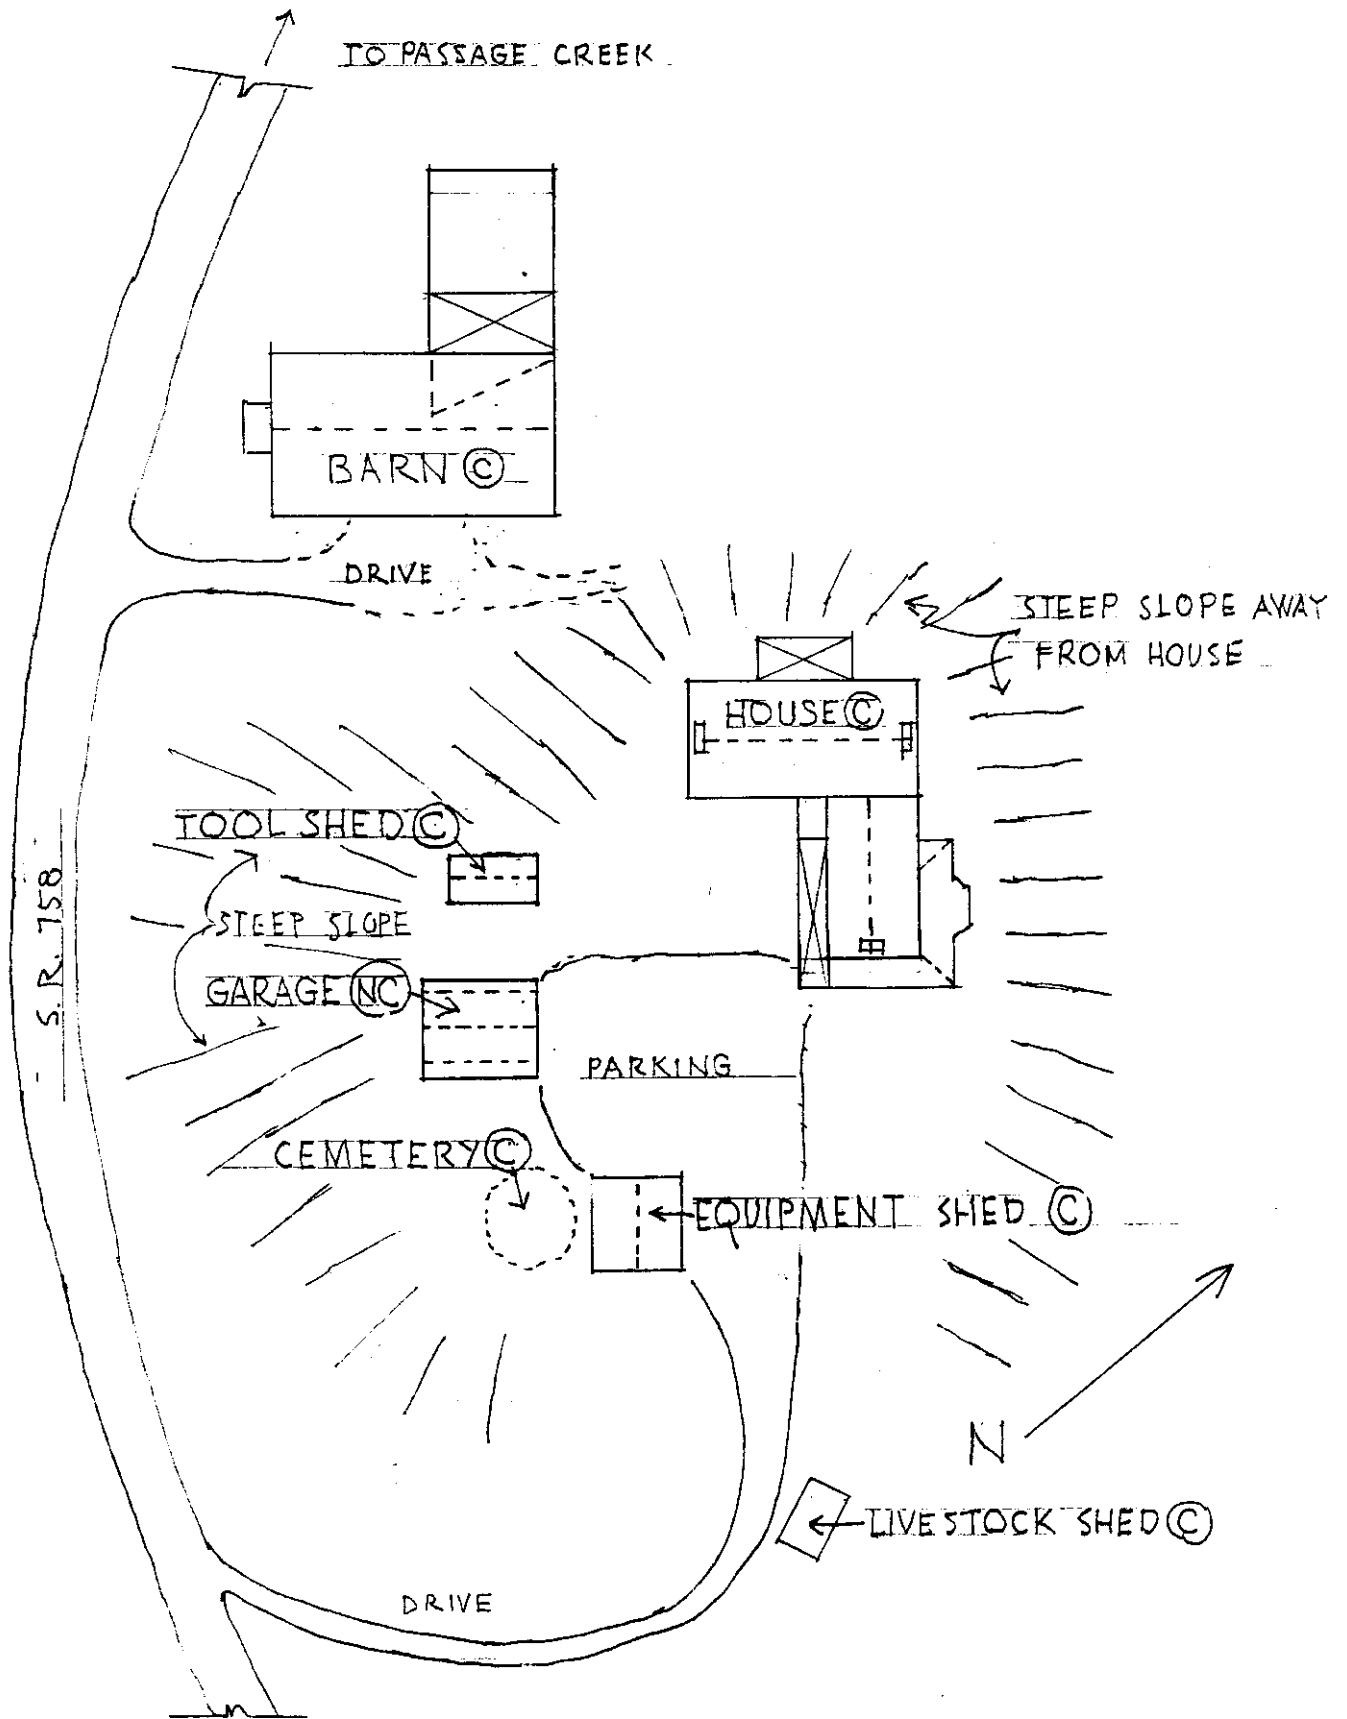 TO PASSAGE CREEK
BARN Ⓒ
DRIVE
STEEP SLOPE AWAY
FROM HOUSE
HOUSE Ⓒ
TOOL SHED Ⓒ
S.R. 758
STEEP SLOPE
GARAGE NC
PARKING
CEMETERY Ⓒ
EQUIPMENT SHED Ⓒ
N
LIVESTOCK SHED Ⓒ
DRIVE